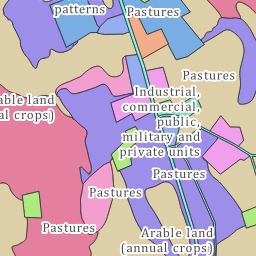 patterns
Pastures
Pastures
Industrial,
commercial,
public,
military and
private units
able land
al crops)
Pastures
Pastures
Pastures
Arable land
(annual crops)